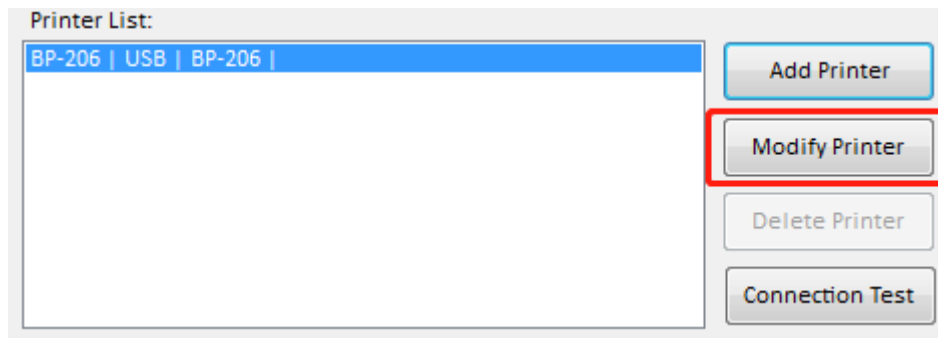 Printer List:
BP-206 | USB | BP-206 |
Add Printer
Modify Printer
Delete Printer
Connection Test